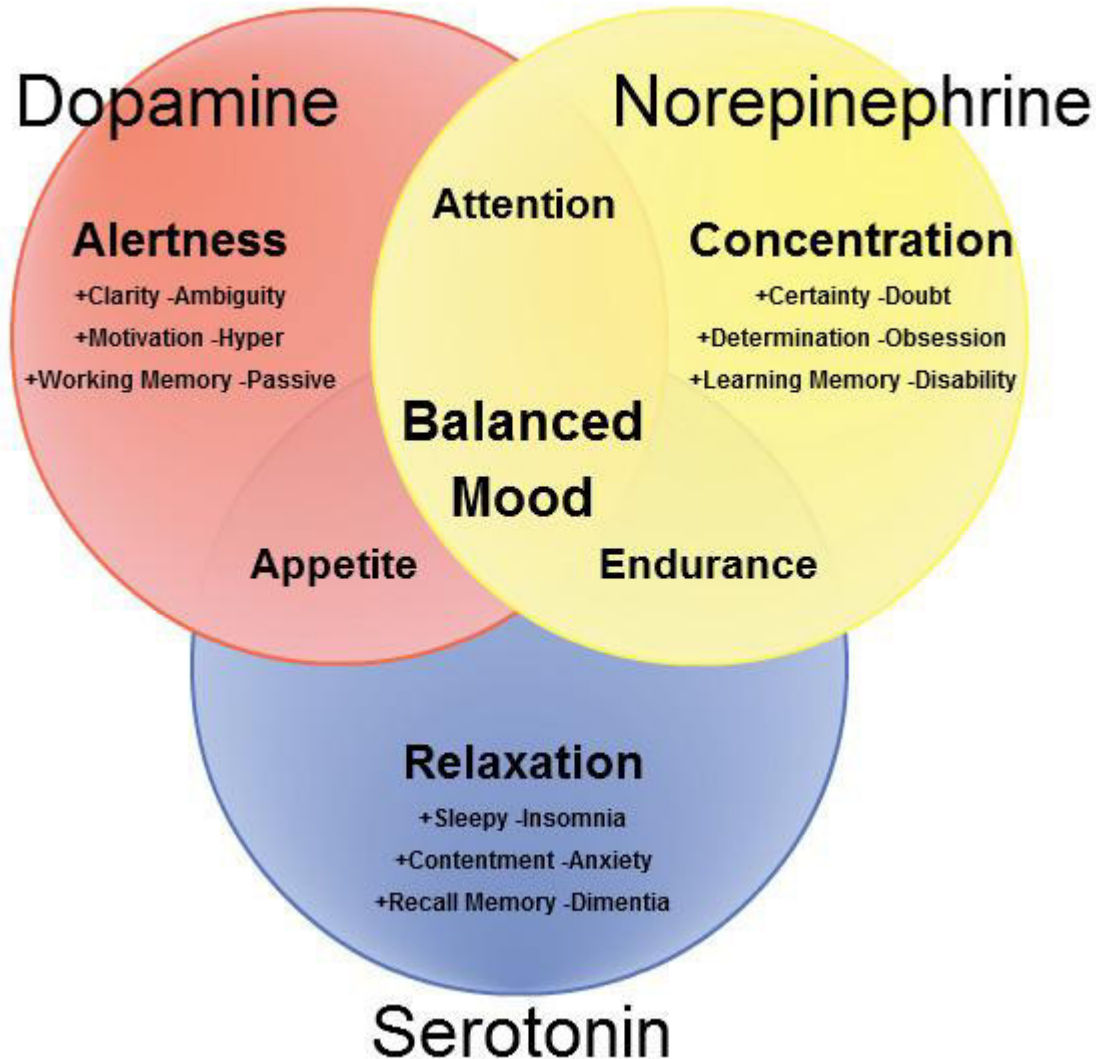 Dopamine
Norepinephrine
Attention
Alertness
+Clarity -Ambiguity
+Motivation -Hyper
+Working Memory -Passive
Concentration
+Certainty -Doubt
+Determination -Obsession
+Learning Memory -Disability
Balanced
Mood
Appetite
Endurance
Relaxation
+Sleepy -Insomnia
+Contentment -Anxiety
+Recall Memory -Dimentia
Serotonin